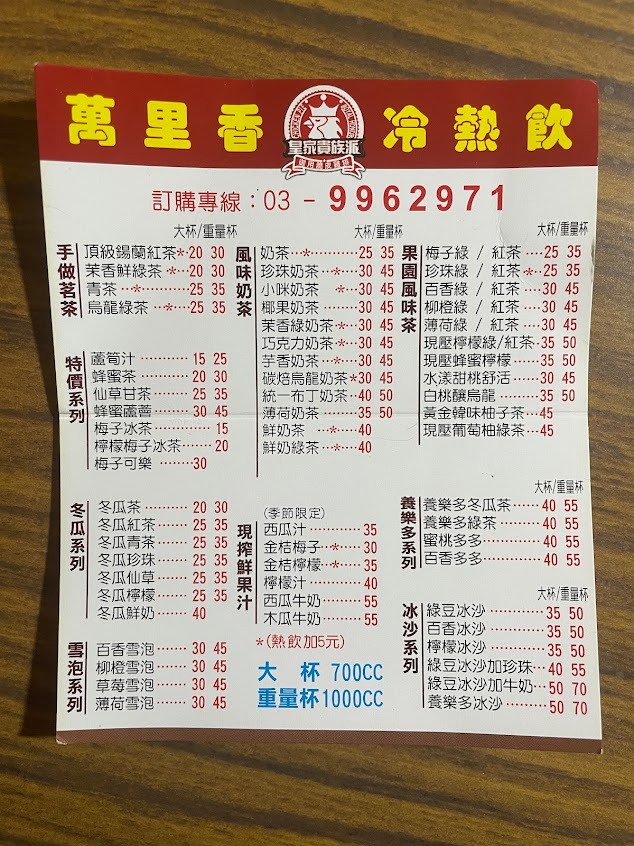 萬里香 冷熱飲
CHICKEN PIE ROYAL NOBLE
皇家貴族派
訂購專線：03 - 9962971
大杯/重量杯
手做茗茶
頂級錫蘭紅茶*·20 30
茉香鮮綠茶·*·20 30
青茶···*······25 35
烏龍綠茶··*···25 35
特價系列
蘆筍汁··········15 25
蜂蜜茶········20 30
仙草甘茶·····25 35
蜂蜜蘆薈·····30 45
梅子冰茶··········15
檸檬梅子冰茶······20
梅子可樂·······30
冬瓜系列
冬瓜茶·········20 30
冬瓜紅茶······25 35
冬瓜青茶······25 35
冬瓜珍珠······25 35
冬瓜仙草······25 35
冬瓜檸檬······25 35
冬瓜鮮奶······40
雪泡系列
百香雪泡······30 45
柳橙雪泡······30 45
草莓雪泡······30 45
薄荷雪泡······30 45
大杯/重量杯
風味奶茶
奶茶···*·········25 35
珍珠奶茶···*····30 45
小咪奶茶···*····30 45
椰果奶茶········30 45
茉香綠奶茶·*···30 45
巧克力奶茶·*···30 45
芋香奶茶···*····30 45
碳焙烏龍奶茶*30 45
統一布丁奶茶·40 50
薄荷奶茶········35 50
鮮奶茶···*····40
鮮奶綠茶··*···40
現搾鮮果汁
(季節限定)
西瓜汁··········35
金桔梅子··*·····30
金桔檸檬··*·····35
檸檬汁··········40
西瓜牛奶········55
木瓜牛奶········55
*(熱飲加5元)
大 杯 700CC
重量杯1000CC
大杯/重量杯
果園風味茶
梅子綠 / 紅茶····25 35
珍珠綠 / 紅茶·*··25 35
百香綠 / 紅茶····30 45
柳橙綠 / 紅茶····30 45
薄荷綠 / 紅茶····30 45
現壓檸檬綠/紅茶·35 50
現壓蜂蜜檸檬·····35 50
水漾甜桃舒活·····30 45
白桃釀烏龍·······35 50
黃金韓味柚子茶···45
現壓葡萄柚綠茶···45
大杯/重量杯
養樂多系列
養樂多冬瓜茶······40 55
養樂多綠茶········40 55
蜜桃多多··········40 55
百香多多··········40 55
大杯/重量杯
冰沙系列
綠豆冰沙···········35 50
百香冰沙···········35 50
檸檬冰沙···········35 50
綠豆冰沙加珍珠···40 55
綠豆冰沙加牛奶···50 70
養樂多冰沙·········50 70